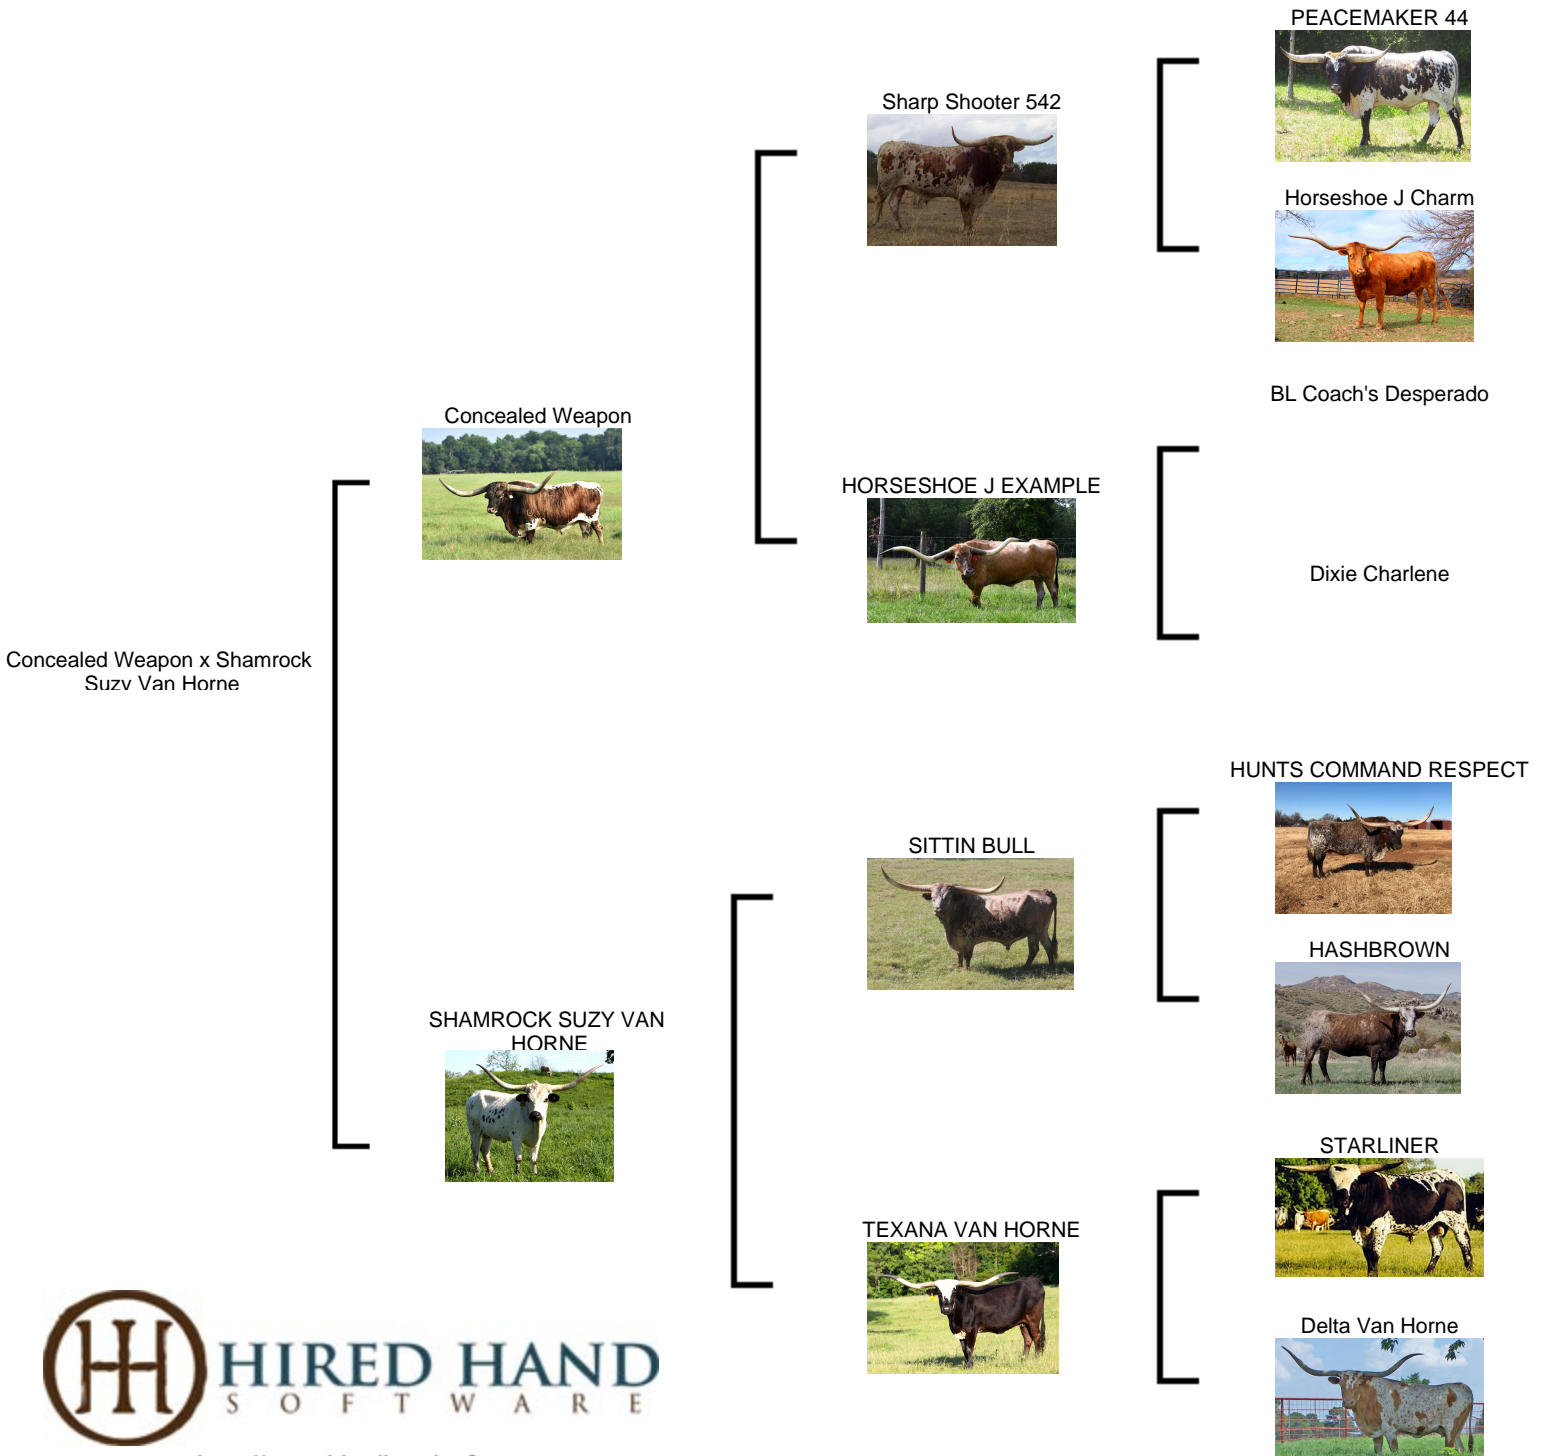 PEACEMAKER 44
Sharp Shooter 542
Horseshoe J Charm
BL Coach's Desperado
Concealed Weapon
HORSESHOE J EXAMPLE
Dixie Charlene
Concealed Weapon x Shamrock
Suzy Van Horne
HUNTS COMMAND RESPECT
SITTIN BULL
HASHBROWN
SHAMROCK SUZY VAN
HORNE
STARLINER
TEXANA VAN HORNE
Delta Van Horne
HIRED HAND
SOFTWARE